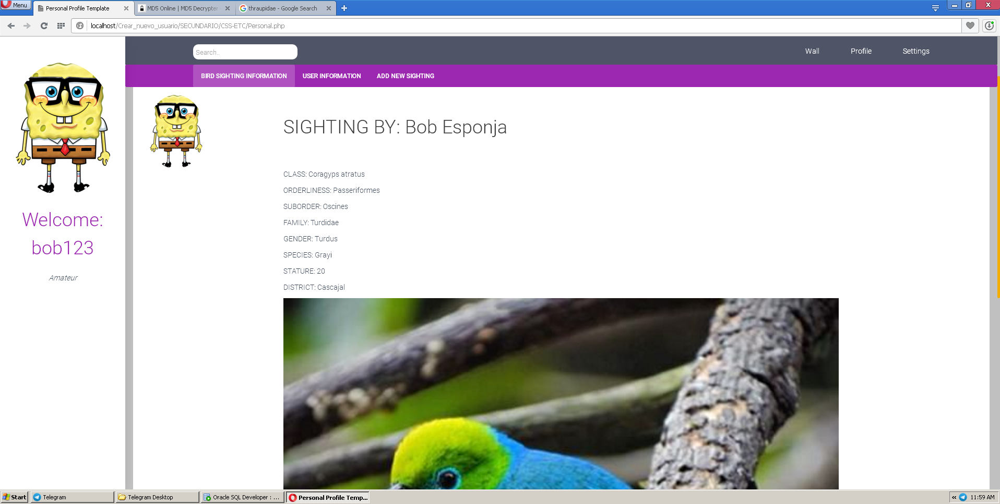 Menu
Personal Profile Template
MD5 Online | MD5 Decrypter
thraupidae - Google Search
localhost/Crear_nuevo_usuario/SECUNDARIO/CSS-ETC/Personal.php
Search..
Wall
Profile
Settings
BIRD SIGHTING INFORMATION
USER INFORMATION
ADD NEW SIGHTING
SIGHTING BY: Bob Esponja
CLASS: Coragyps atratus
ORDERLINESS: Passeriformes
SUBORDER: Oscines
FAMILY: Turdidae
GENDER: Turdus
SPECIES: Grayi
STATURE: 20
DISTRICT: Cascajal
Welcome:
bob123
Amateur
Start
Telegram
Telegram Desktop
Oracle SQL Developer : ...
Personal Profile Temp...
11:59 AM